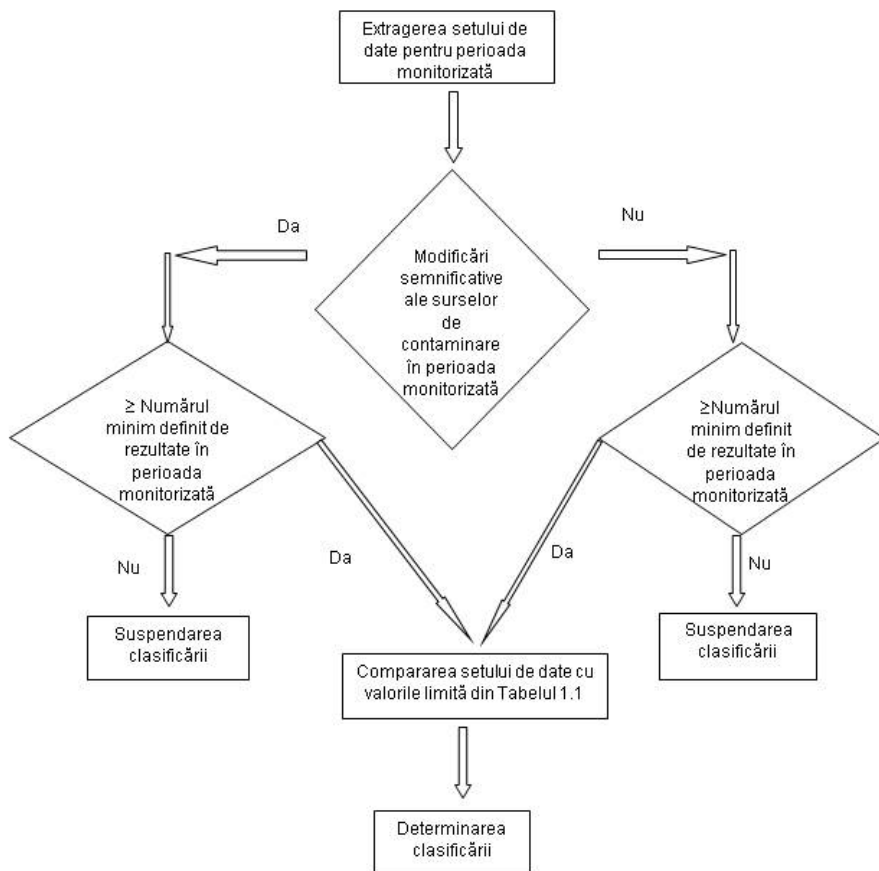 Extragerea setului de
date pentru perioada
monitorizată
Da
Nu
Modificări
semnificative
ale surselor
de
contaminare
în perioada
monitorizată
≥ Numărul
minim definit de
rezultate în
perioada
monitorizată
≥Numărul
minim definit
de rezultate în
perioada
monitorizată
Nu
Da
Da
Nu
Suspendarea
clasificării
Suspendarea
clasificării
Compararea setului de date cu
valorile limită din Tabelul 1.1
Determinarea
clasificării